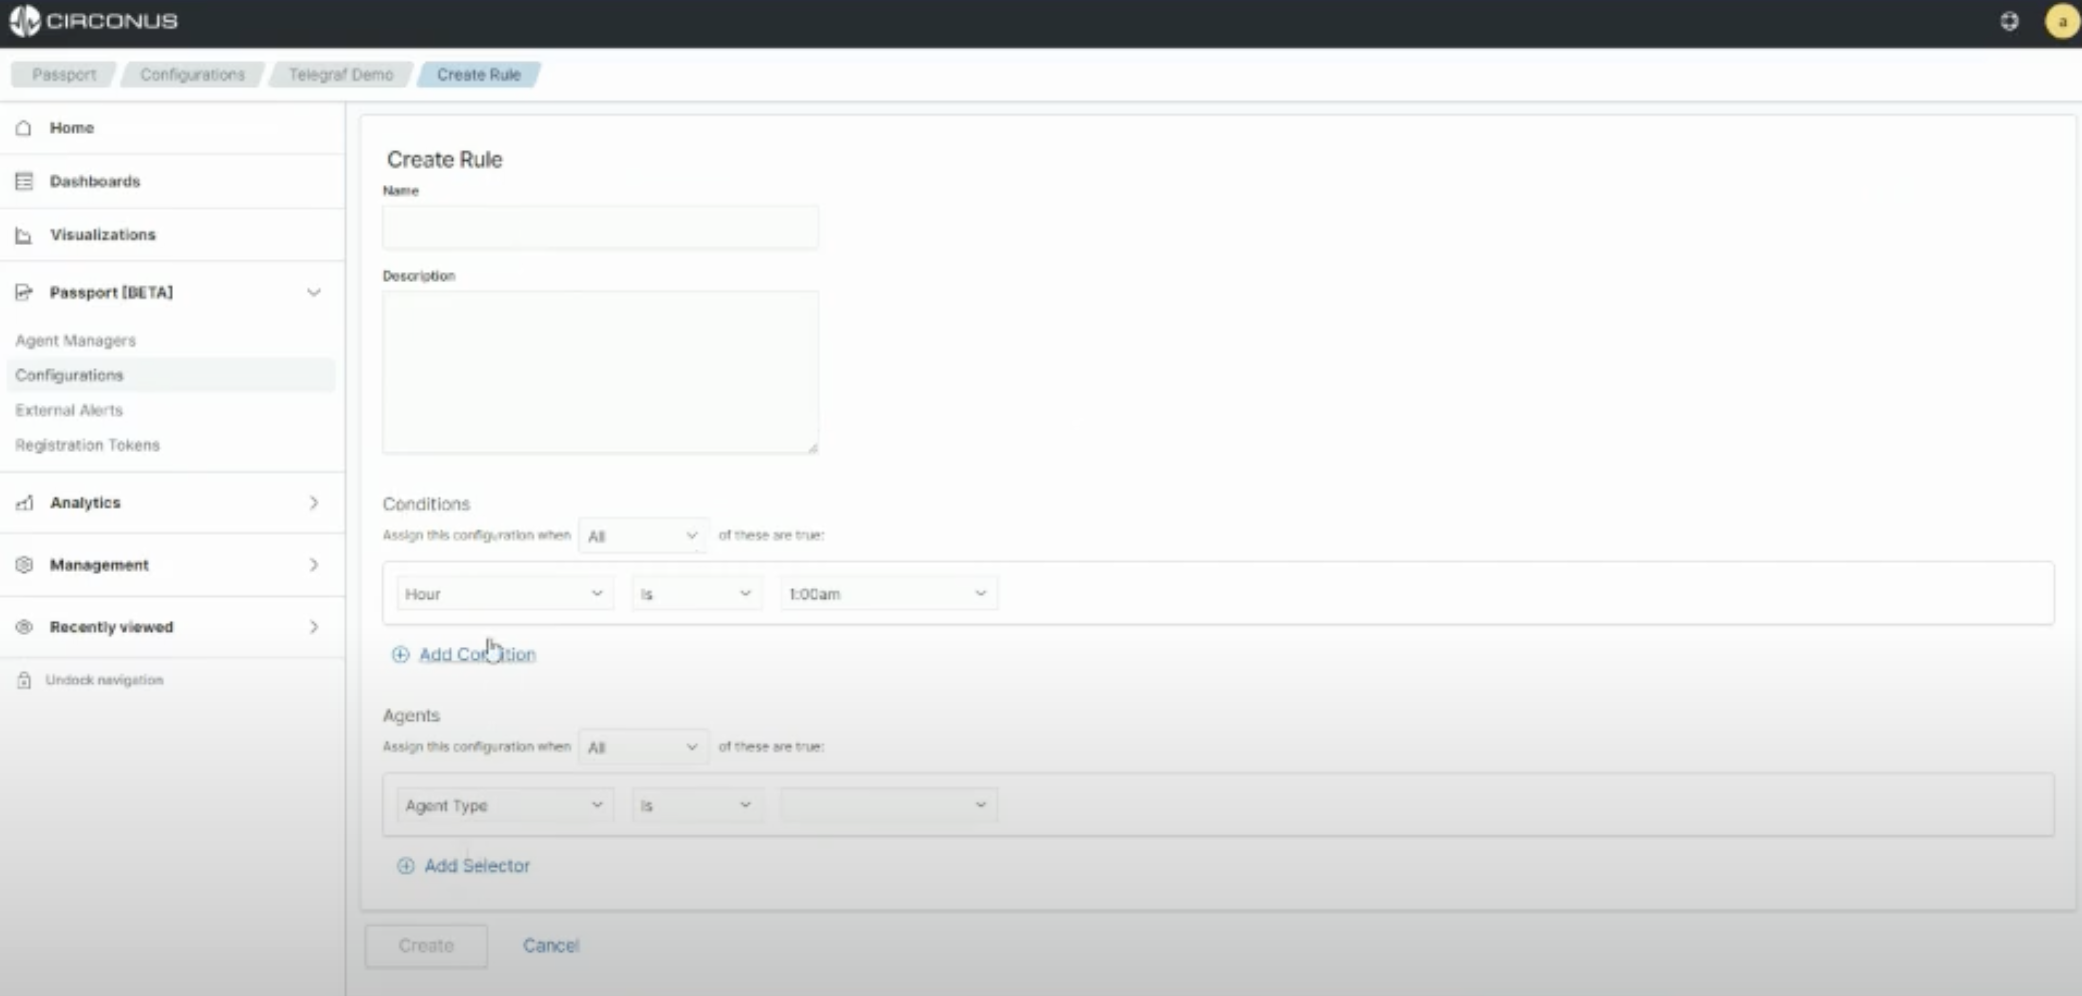 CIRCONUS
a
Passport Configurations Telegraf Demo Create Rule
Home
Dashboards
Visualizations
Passport [BETA]
Agent Managers
Configurations
External Alerts
Registration Tokens
Analytics
Management
Recently viewed
Undock navigation
Create Rule
Name
Description
Conditions
Assign this configuration when All of these are true:
Hour Is 1:00am
Add Condition
Agents
Assign this configuration when All of these are true:
Agent Type Is
Add Selector
Create Cancel